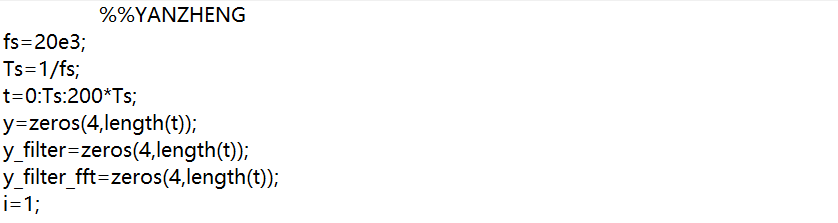 %%YANZHENG
fs=20e3;
Ts=1/fs;
t=0:Ts:200*Ts;
y=zeros(4,length(t));
y_filter=zeros(4,length(t));
y_filter_fft=zeros(4,length(t));
i=1;